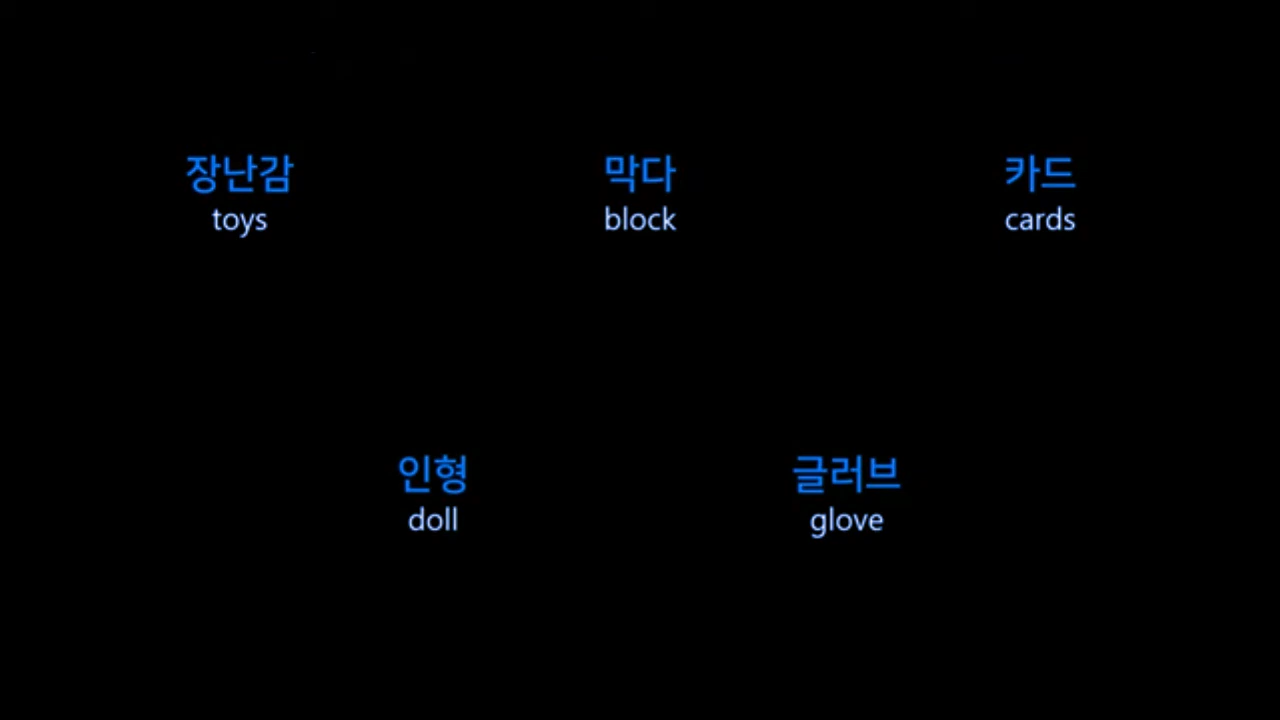 장난감
toys
막다
block
카드
cards
인형
doll
글러브
glove